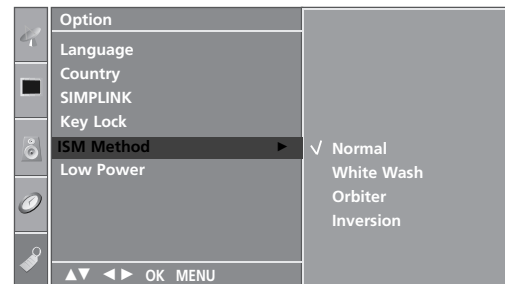 Option
Language
Country
SIMPLINK
Key Lock
ISM Method ►
Low Power
√ Normal
White Wash
Orbiter
Inversion
▲▼ ◄► OK MENU